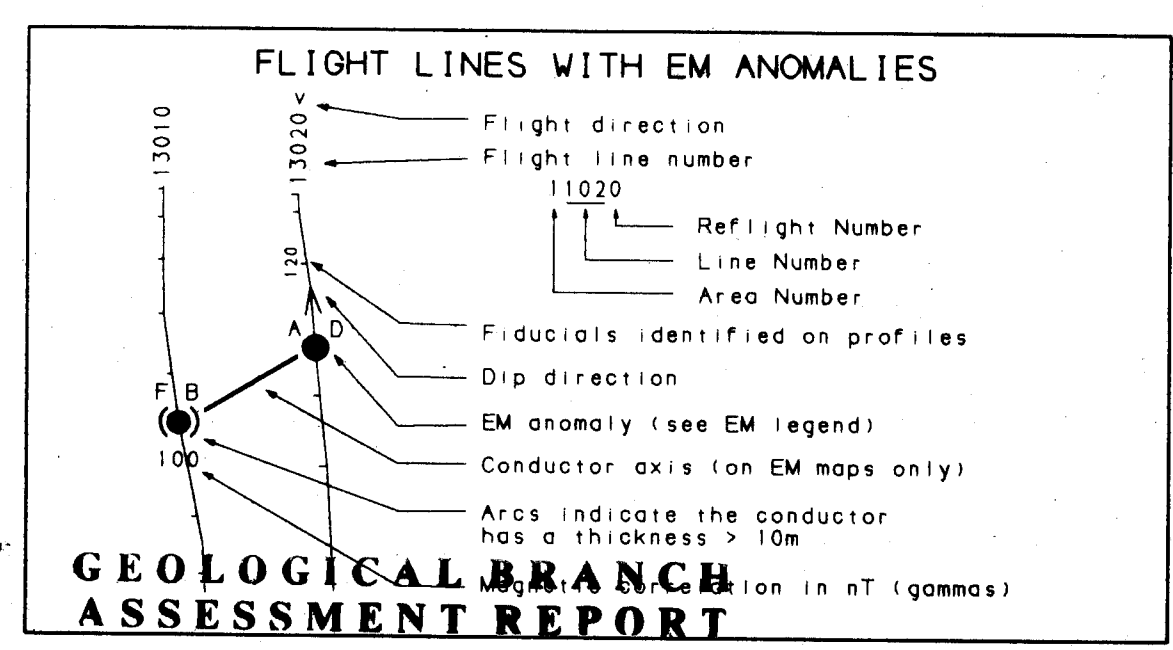 FLIGHT LINES WITH EM ANOMALIES
13010
13020 >
Flight direction
Flight line number
11020
Reflight Number
Line Number
Area Number
120
Fiducials identified on profiles
A D
Dip direction
F B
EM anomaly (see EM legend)
100
Conductor axis (on EM maps only)
Arcs indicate the conductor
has a thickness > 10m
Magnetic correlation in nT (gammas)
GEOLOGICAL BRANCH
ASSESSMENT REPORT